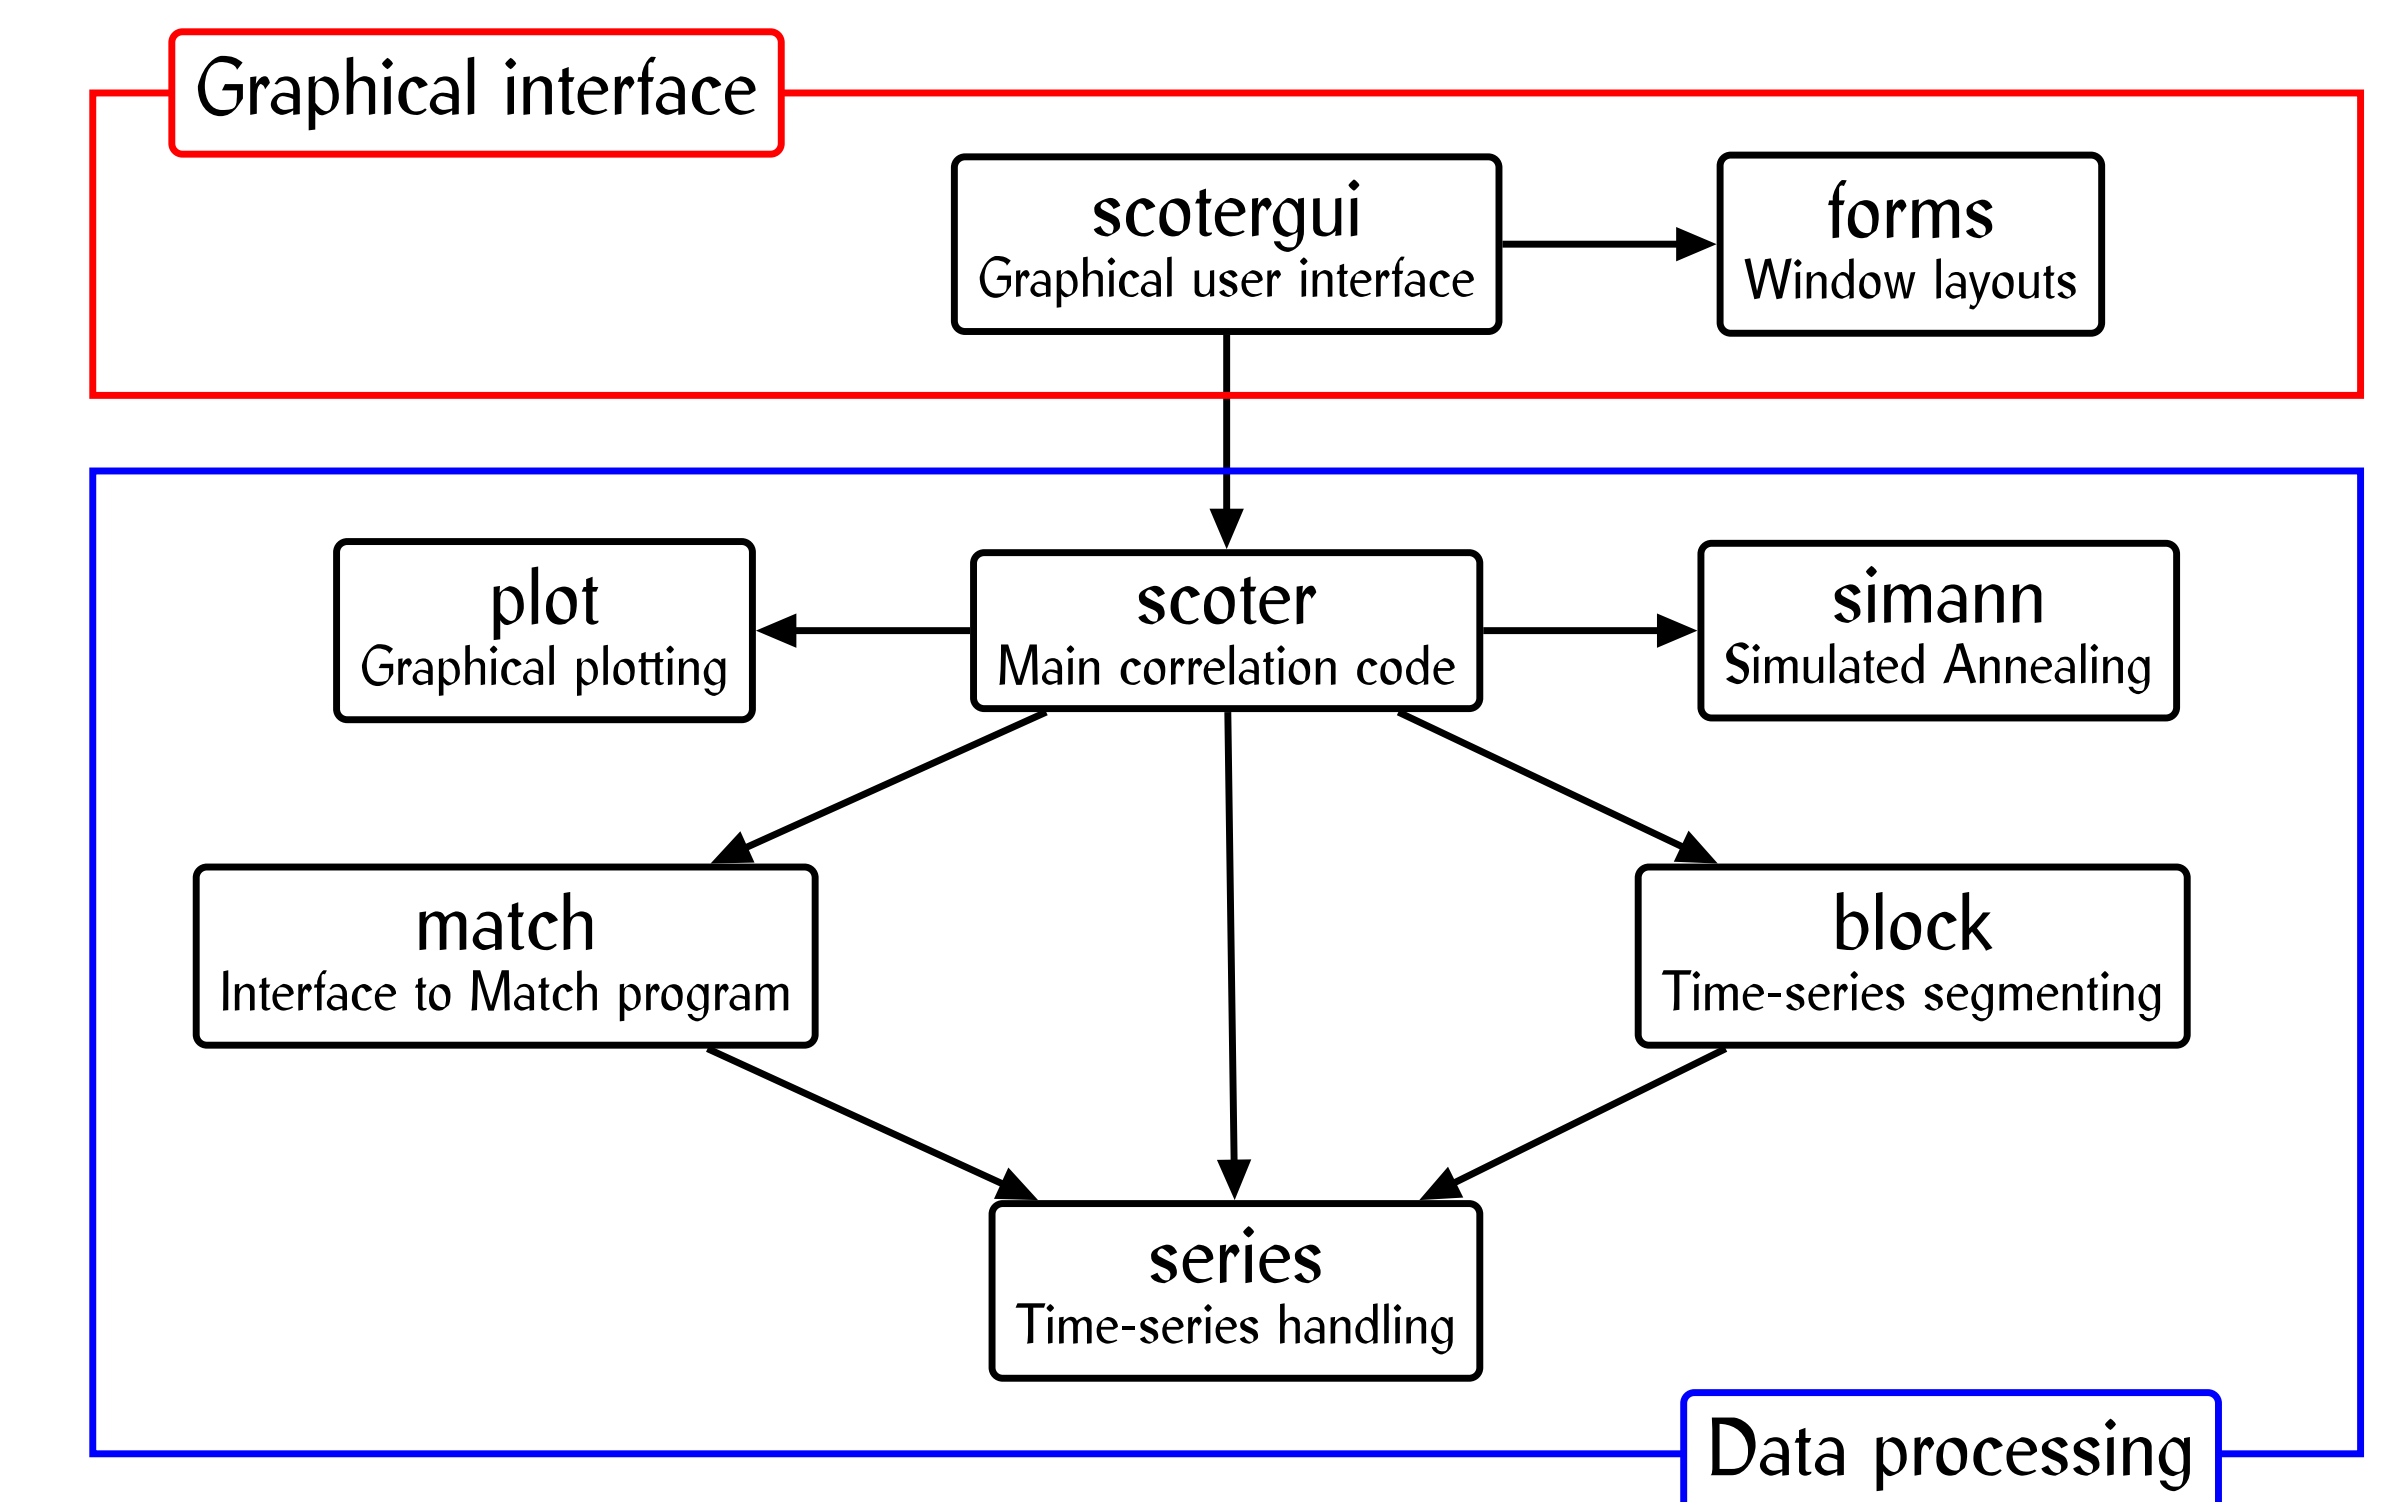 Graphical interface
scotergui
Graphical user interface
forms
Window layouts
plot
Graphical plotting
scoter
Main correlation code
simann
Simulated Annealing
match
Interface to Match program
block
Time-series segmenting
series
Time-series handling
Data processing